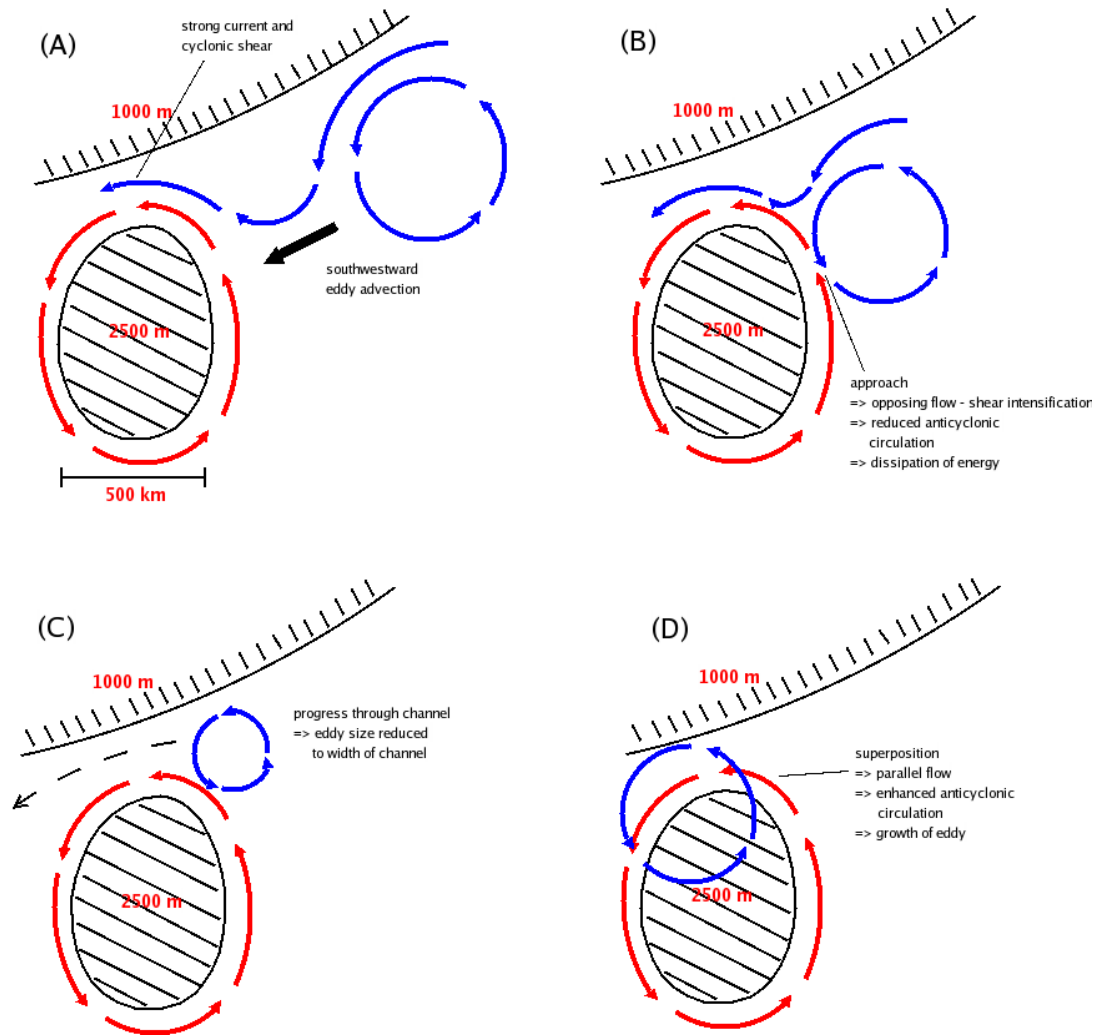 (A)
strong current and
cyclonic shear
1000 m
southwestward
eddy advection
2500 m
500 km
(B)
1000 m
2500 m
approach
=> opposing flow - shear intensification
=> reduced anticyclonic
circulation
=> dissipation of energy
(C)
1000 m
progress through channel
=> eddy size reduced
to width of channel
2500 m
(D)
1000 m
superposition
=> parallel flow
=> enhanced anticyclonic
circulation
=> growth of eddy
2500 m